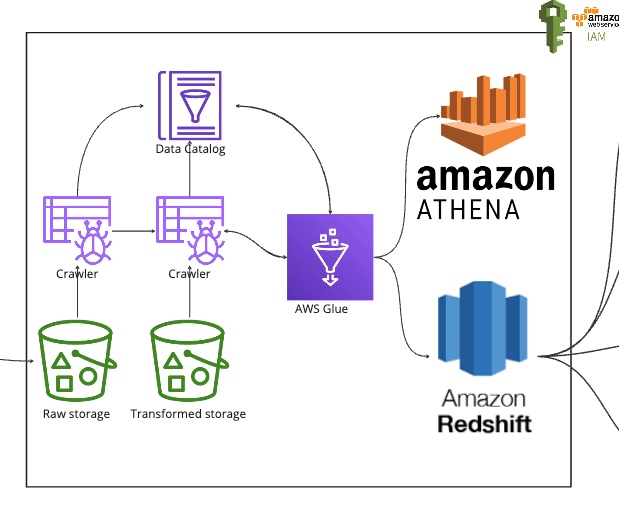 amazon
webservices
IAM
Data Catalog
amazon
ATHENA
Crawler
Crawler
AWS Glue
Amazon
Redshift
Raw storage
Transformed storage